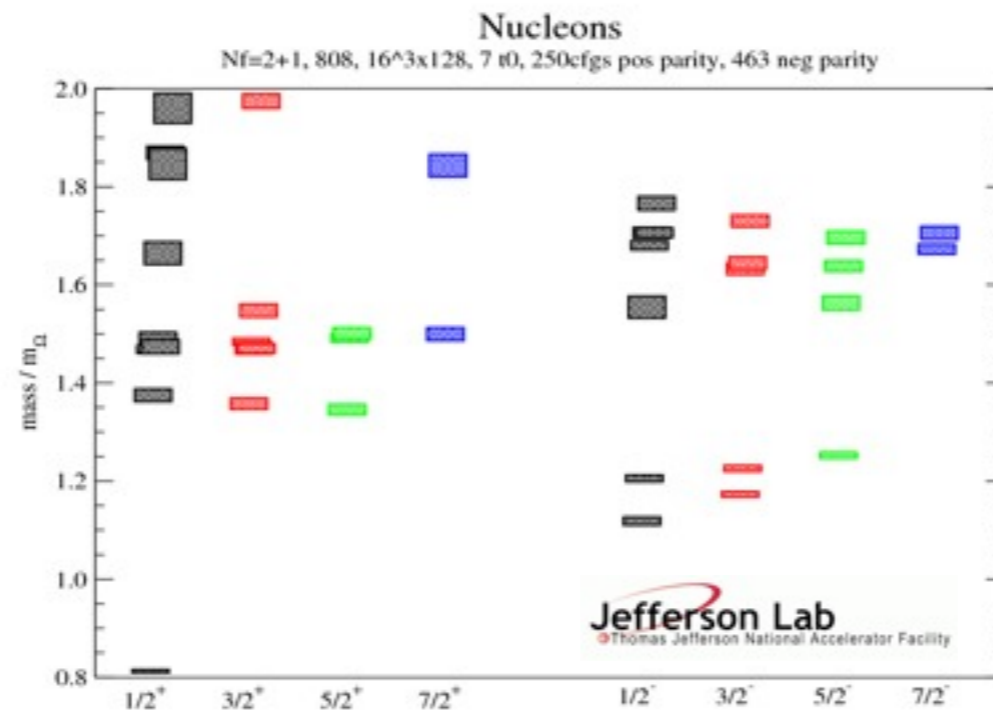 Nucleons
Nf=2+1, 808, 16^3x128, 7 t0, 250cfgs pos parity, 463 neg parity
mass / mΩ
2.0
1.8
1.6
1.4
1.2
1.0
0.8
1/2⁺ 3/2⁺ 5/2⁺ 7/2⁺ 1/2⁻ 3/2⁻ 5/2⁻ 7/2⁻
Jefferson Lab
Thomas Jefferson National Accelerator Facility